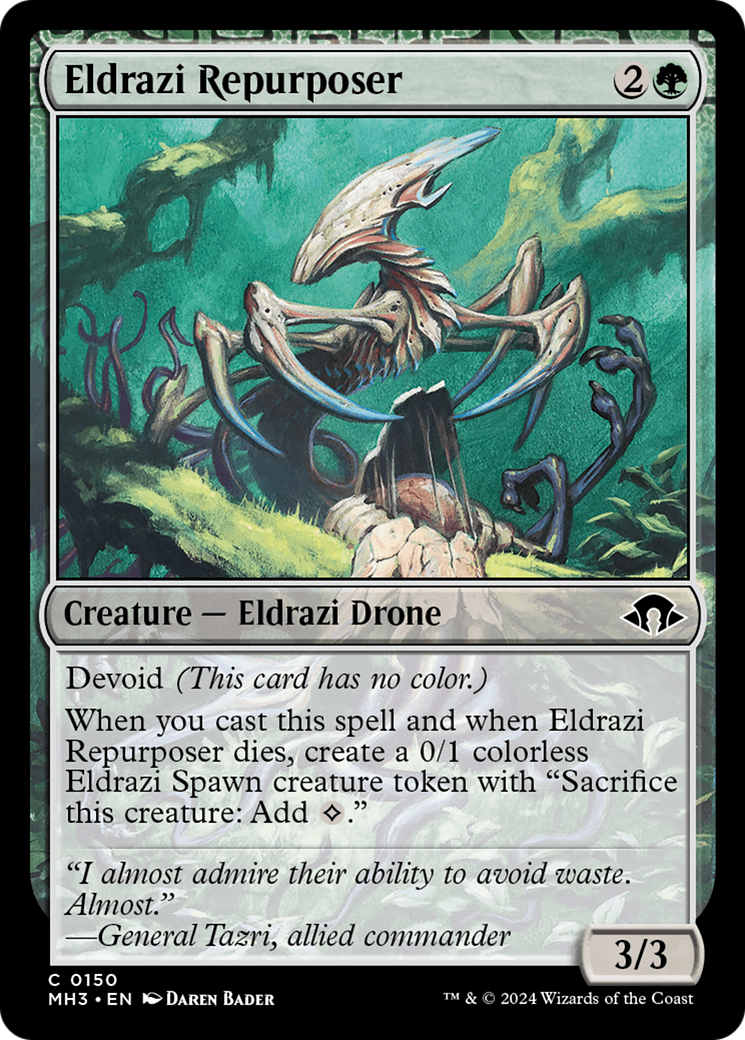 Eldrazi Repurposer 2
Creature — Eldrazi Drone
Devoid (This card has no color.)
When you cast this spell and when Eldrazi
Repurposer dies, create a 0/1 colorless
Eldrazi Spawn creature token with “Sacrifice
this creature: Add .”
“I almost admire their ability to avoid waste.
Almost.”
—General Tazri, allied commander
3/3
C 0150
MH3 • EN Daren Bader
™ & © 2024 Wizards of the Coast